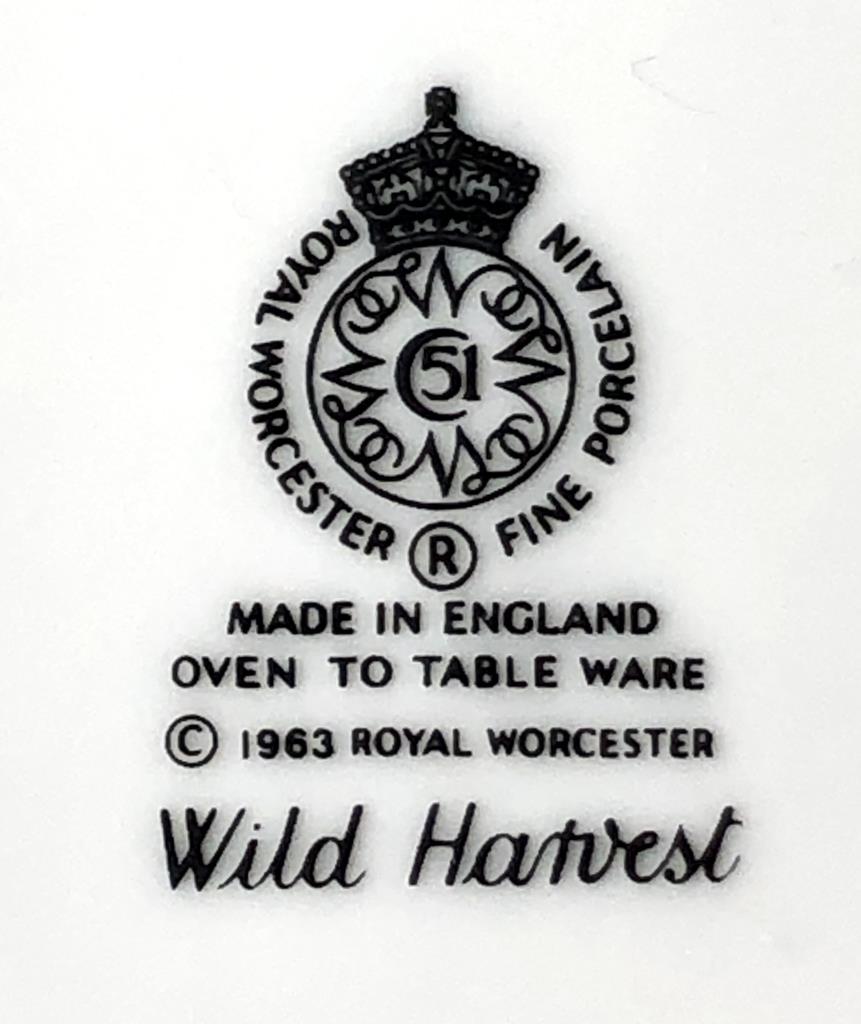 ROYAL WORCESTER ® FINE PORCELAIN
C51
MADE IN ENGLAND
OVEN TO TABLE WARE
© 1963 ROYAL WORCESTER
Wild Harvest